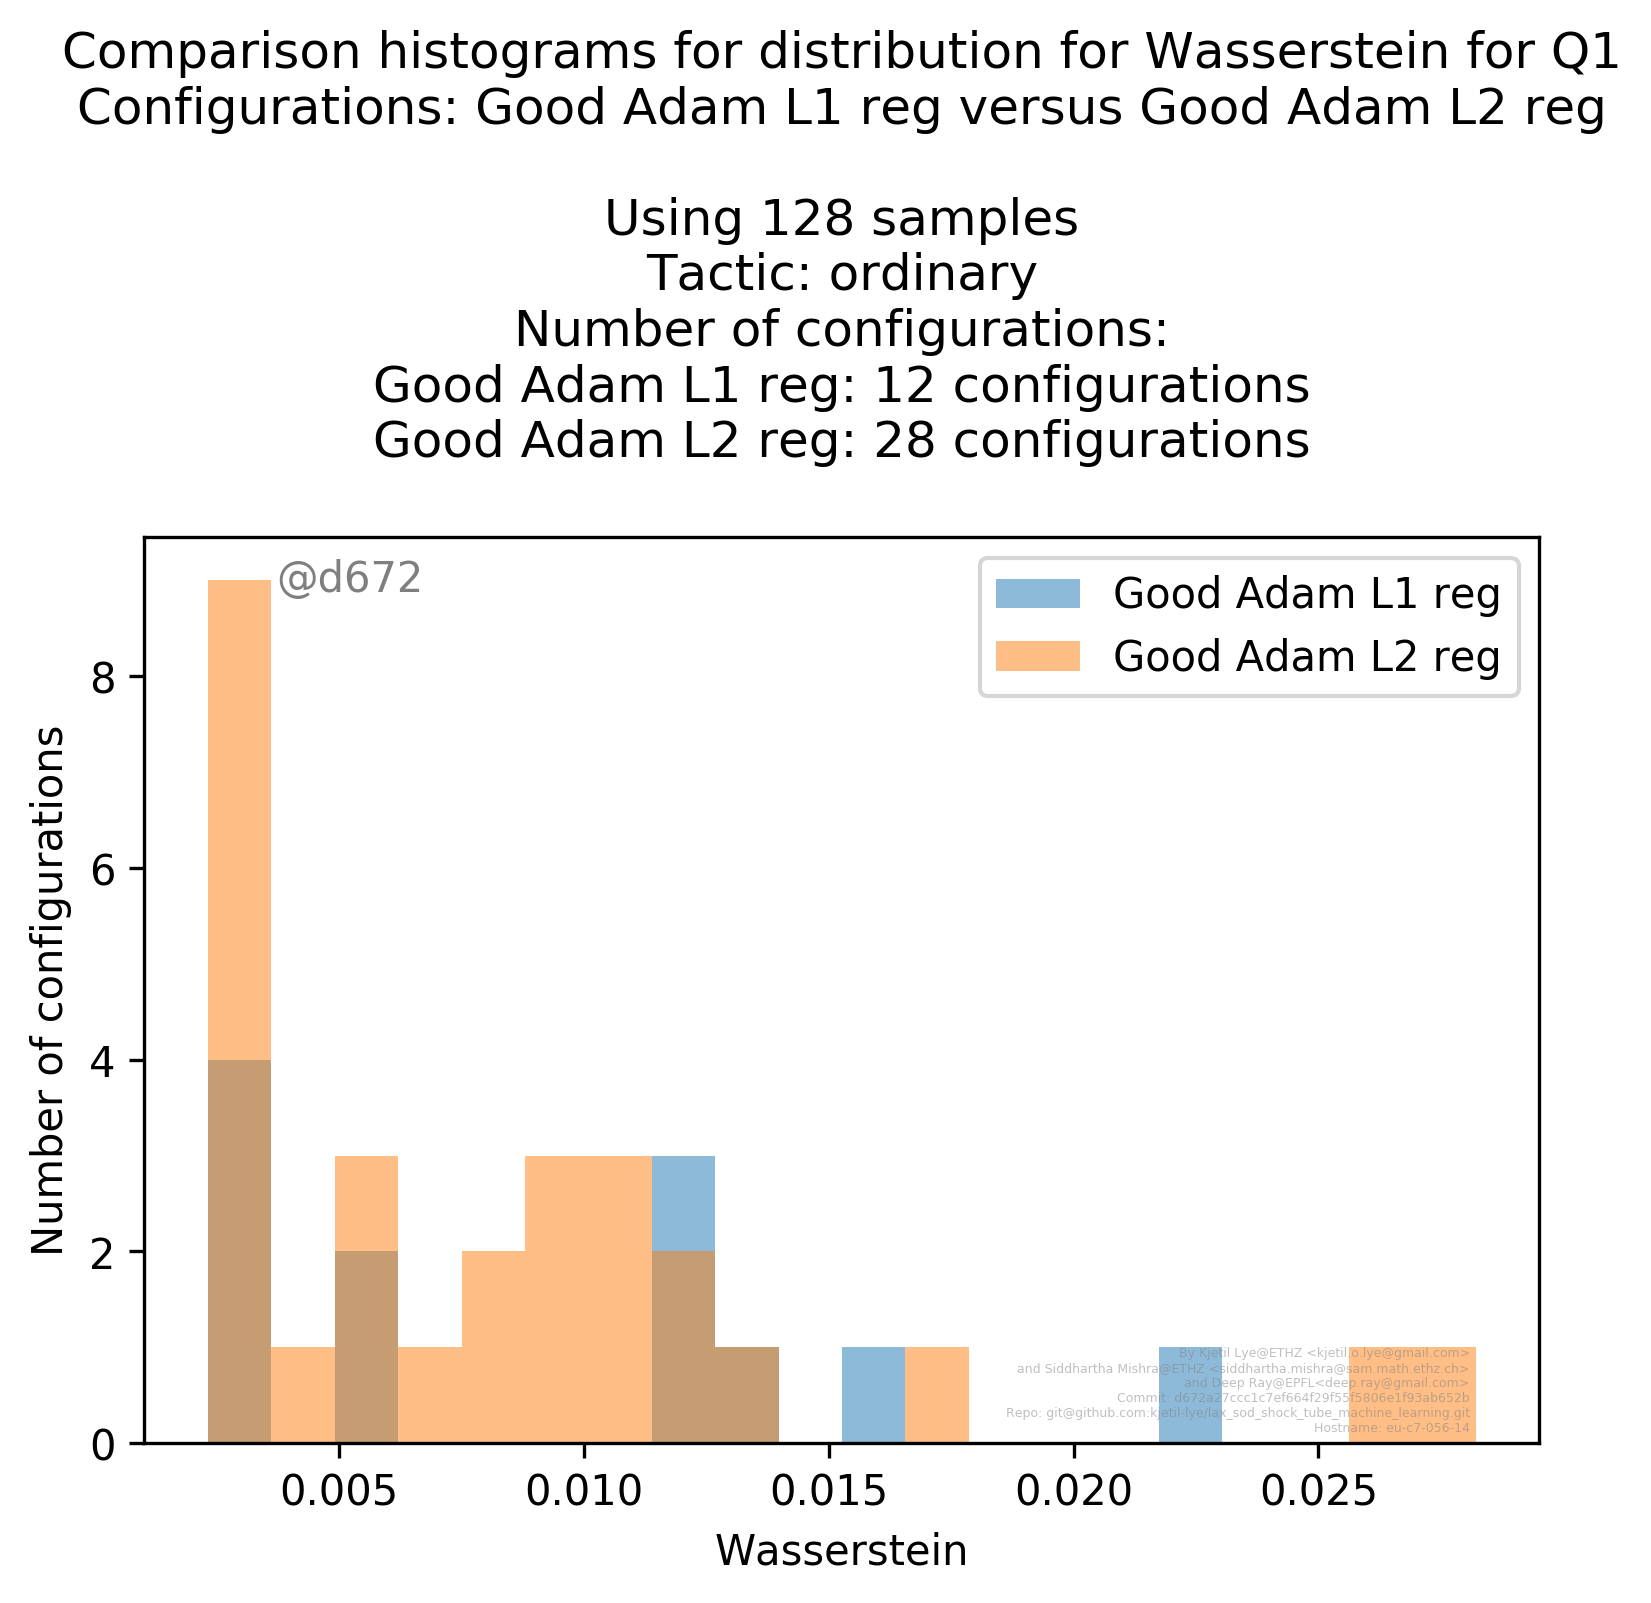 Comparison histograms for distribution for Wasserstein for Q1
Configurations: Good Adam L1 reg versus Good Adam L2 reg
Using 128 samples
Tactic: ordinary
Number of configurations:
Good Adam L1 reg: 12 configurations
Good Adam L2 reg: 28 configurations
@d672
Good Adam L1 reg
Good Adam L2 reg
8
6
4
2
0
Number of configurations
By Kjetil Lye@ETHZ <kjetil.o.lye@gmail.com>
and Siddhartha Mishra@ETHZ <siddhartha.mishra@sam.math.ethz.ch>
and Deep Ray@EPFL<deep.ray@gmail.com>
Commit: d672a27ccc1c7ef664f29f55f5806e1f93ab652b
Repo: git@github.com:kjetil-lye/lax_sod_shock_tube_machine_learning.git
Hostname: eu-c7-056-14
0.005 0.010 0.015 0.020 0.025
Wasserstein